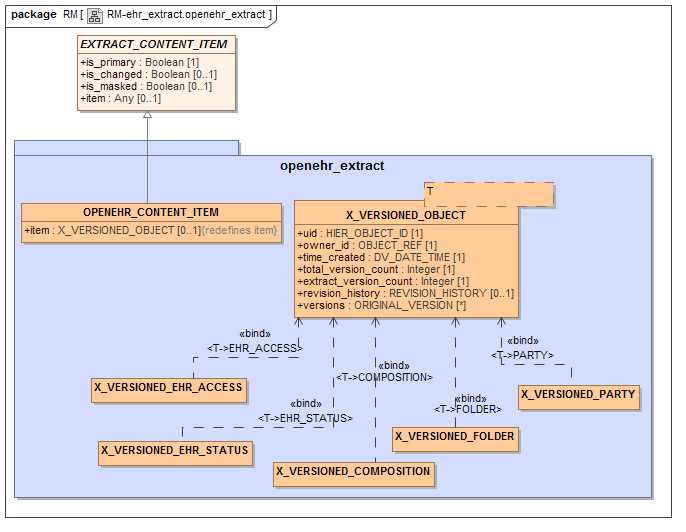 package RM [ RM-ehr_extract.openehr_extract ]
EXTRACT_CONTENT_ITEM
+is_primary : Boolean [1]
+is_changed : Boolean [0..1]
+is_masked : Boolean [0..1]
+item : Any [0..1]
openehr_extract
T
OPENEHR_CONTENT_ITEM
+item : X_VERSIONED_OBJECT [0..1]{redefines item}
X_VERSIONED_OBJECT
+uid : HIER_OBJECT_ID [1]
+owner_id : OBJECT_REF [1]
+time_created : DV_DATE_TIME [1]
+total_version_count : Integer [1]
+extract_version_count : Integer [1]
+revision_history : REVISION_HISTORY [0..1]
+versions : ORIGINAL_VERSION [*]
«bind»
<T->EHR_ACCESS>
«bind»
<T->PARTY>
«bind»
<T->COMPOSITION>
X_VERSIONED_EHR_ACCESS
X_VERSIONED_PARTY
«bind»
<T->EHR_STATUS>
«bind»
<T->FOLDER>
X_VERSIONED_EHR_STATUS
X_VERSIONED_FOLDER
X_VERSIONED_COMPOSITION